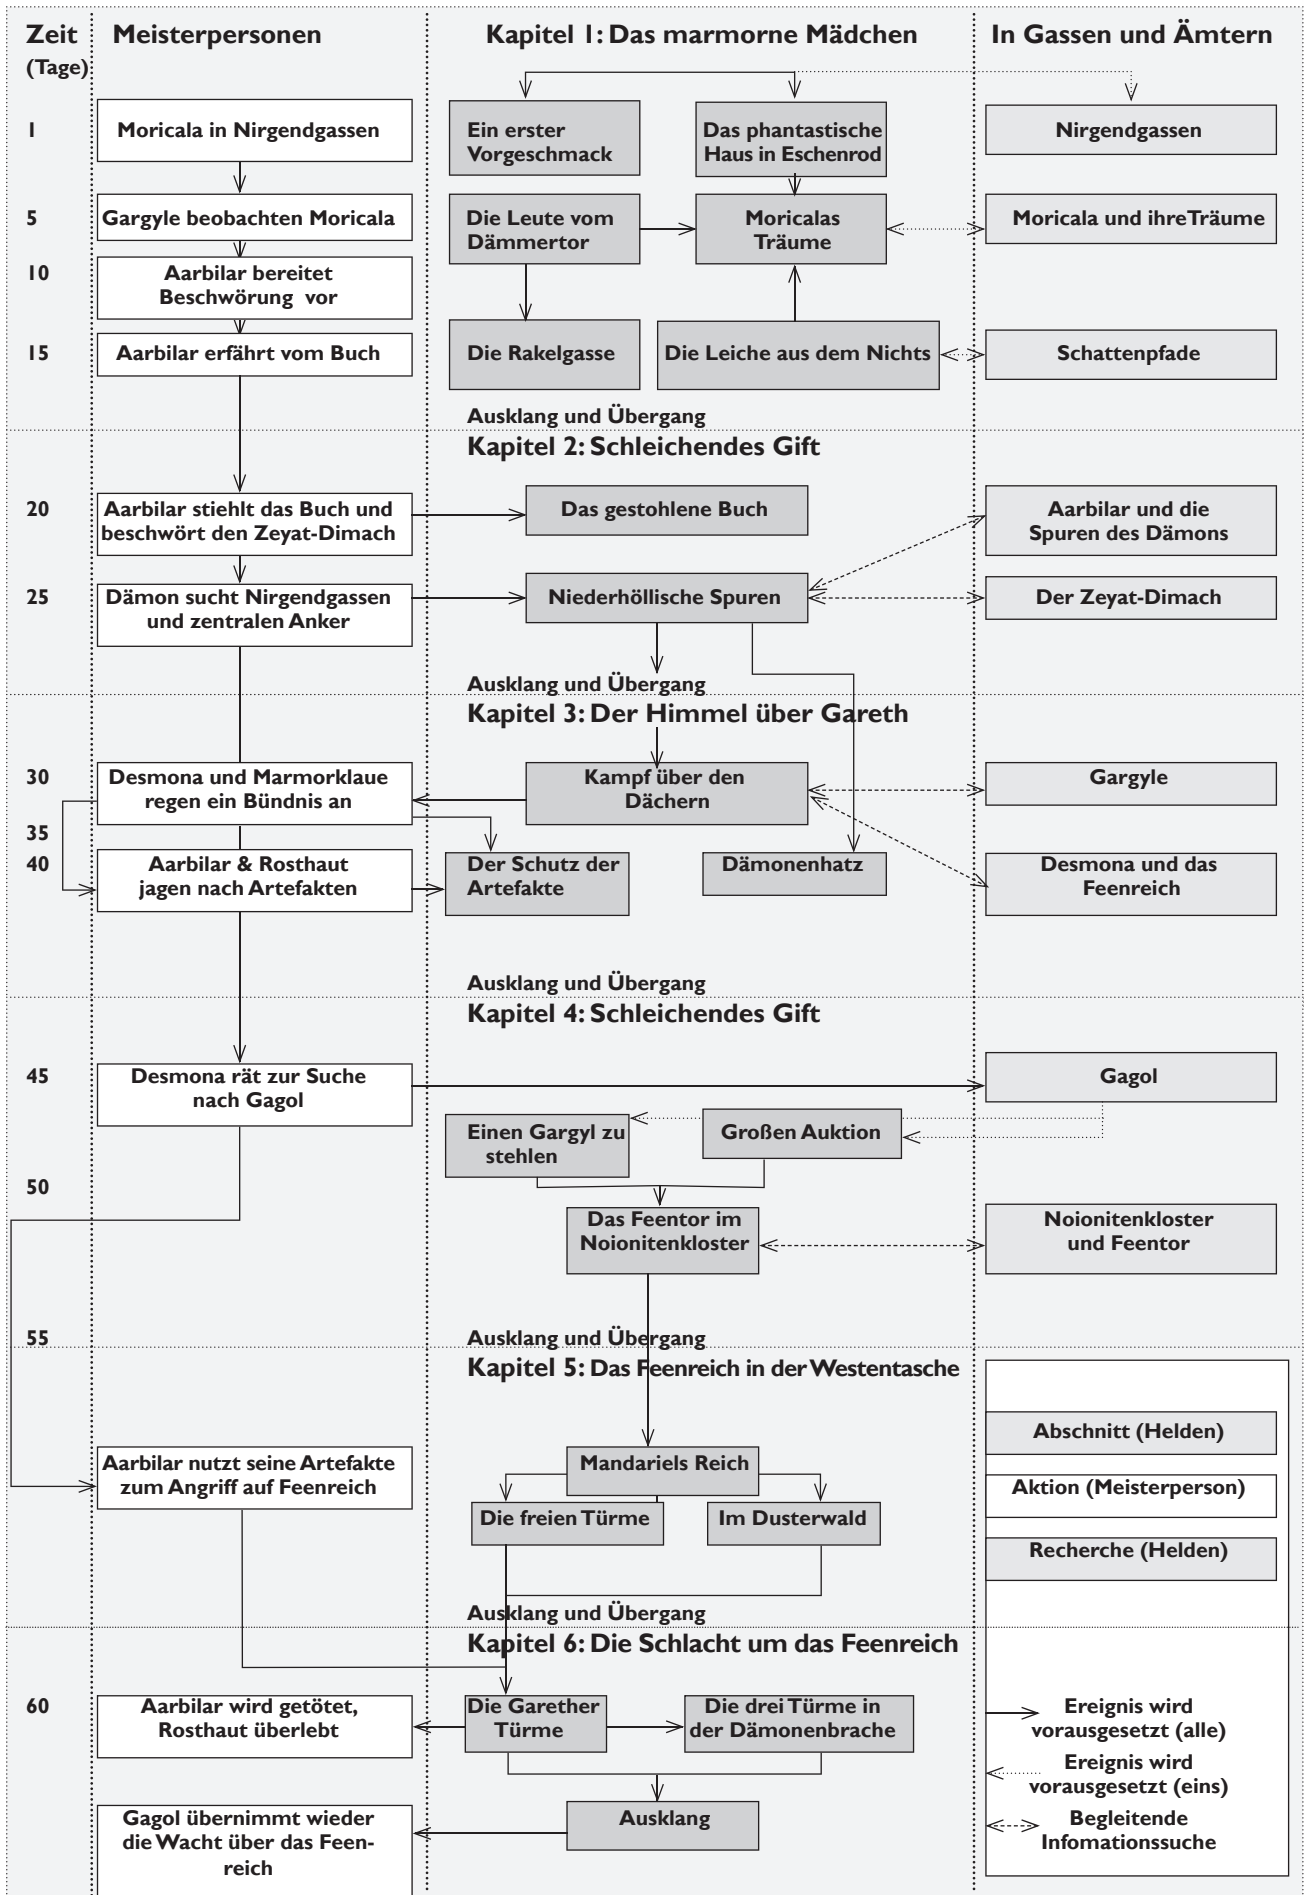 Zeit
(Tage)
Meisterpersonen
Kapitel 1: Das marmorne Mädchen
In Gassen und Ämtern
1
Moricala in Nirgendgassen
Ein erster
Vorgeschmack
Das phantastische
Haus in Eschenrod
Nirgendgassen
5
Gargyle beobachten Moricala
Die Leute vom
Dämmertor
Moricalas
Träume
Moricala und ihre Träume
10
Aarbilar bereitet
Beschwörung vor
15
Aarbilar erfährt vom Buch
Die Rakelgasse
Die Leiche aus dem Nichts
Schattenpfade
Ausklang und Übergang
Kapitel 2: Schleichendes Gift
20
Aarbilar stiehlt das Buch und
beschwört den Zeyat-Dimach
Das gestohlene Buch
Aarbilar und die
Spuren des Dämons
25
Dämon sucht Nirgendgassen
und zentralen Anker
Niederhöllische Spuren
Der Zeyat-Dimach
Ausklang und Übergang
Kapitel 3: Der Himmel über Gareth
30
Desmona und Marmorklaue
regen ein Bündnis an
Kampf über den
Dächern
Gargyle
35
40
Aarbilar & Rosthaut
jagen nach Artefakten
Der Schutz der
Artefakte
Dämonenhatz
Desmona und das
Feenreich
Ausklang und Übergang
Kapitel 4: Schleichendes Gift
45
Desmona rät zur Suche
nach Gagol
Gagol
Einen Gargyl zu
stehlen
Großen Auktion
50
Das Feentor im
Noionitenkloster
Noionitenkloster
und Feentor
55
Ausklang und Übergang
Kapitel 5: Das Feenreich in der Westentasche
Abschnitt (Helden)
Aarbilar nutzt seine Artefakte
zum Angriff auf Feenreich
Mandariels Reich
Aktion (Meisterperson)
Die freien Türme
Im Dusterwald
Recherche (Helden)
Ausklang und Übergang
Kapitel 6: Die Schlacht um das Feenreich
60
Aarbilar wird getötet,
Rosthaut überlebt
Die Garether
Türme
Die drei Türme in
der Dämonenbrache
Ereignis wird
vorausgesetzt (alle)
Ereignis wird
vorausgesetzt (eins)
Gagol übernimmt wieder
die Wacht über das Feen-
reich
Ausklang
Begleitende
Infomationssuche